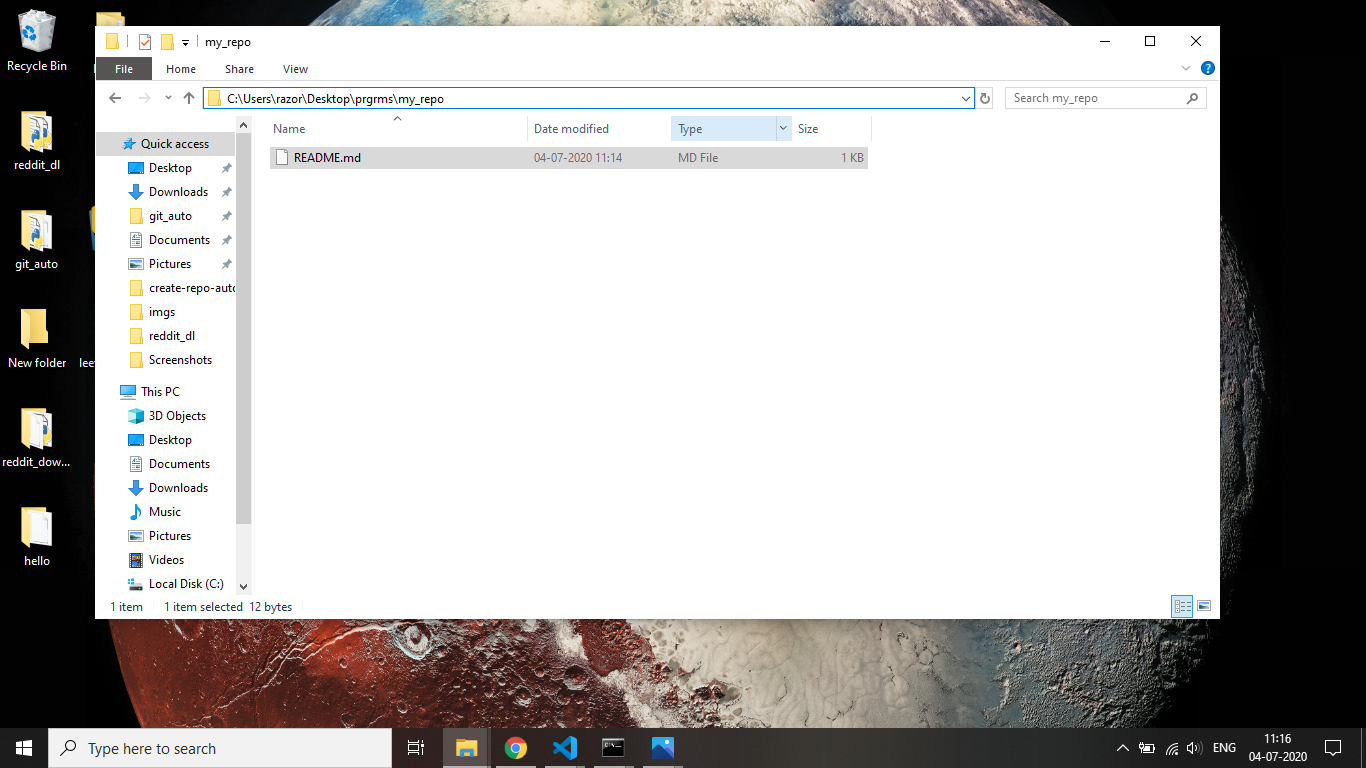 Recycle Bin
reddit_dl
git_auto
New folder
reddit_dow...
hello
my_repo
File Home Share View
C:\Users\razor\Desktop\prgrms\my_repo
Search my_repo
Name Date modified Type Size
README.md 04-07-2020 11:14 MD File 1 KB
Quick access
Desktop
Downloads
git_auto
Documents
Pictures
create-repo-auto
imgs
reddit_dl
Screenshots
This PC
3D Objects
Desktop
Documents
Downloads
Music
Pictures
Videos
Local Disk (C:)
1 item 1 item selected 12 bytes
Type here to search
ENG
11:16
04-07-2020